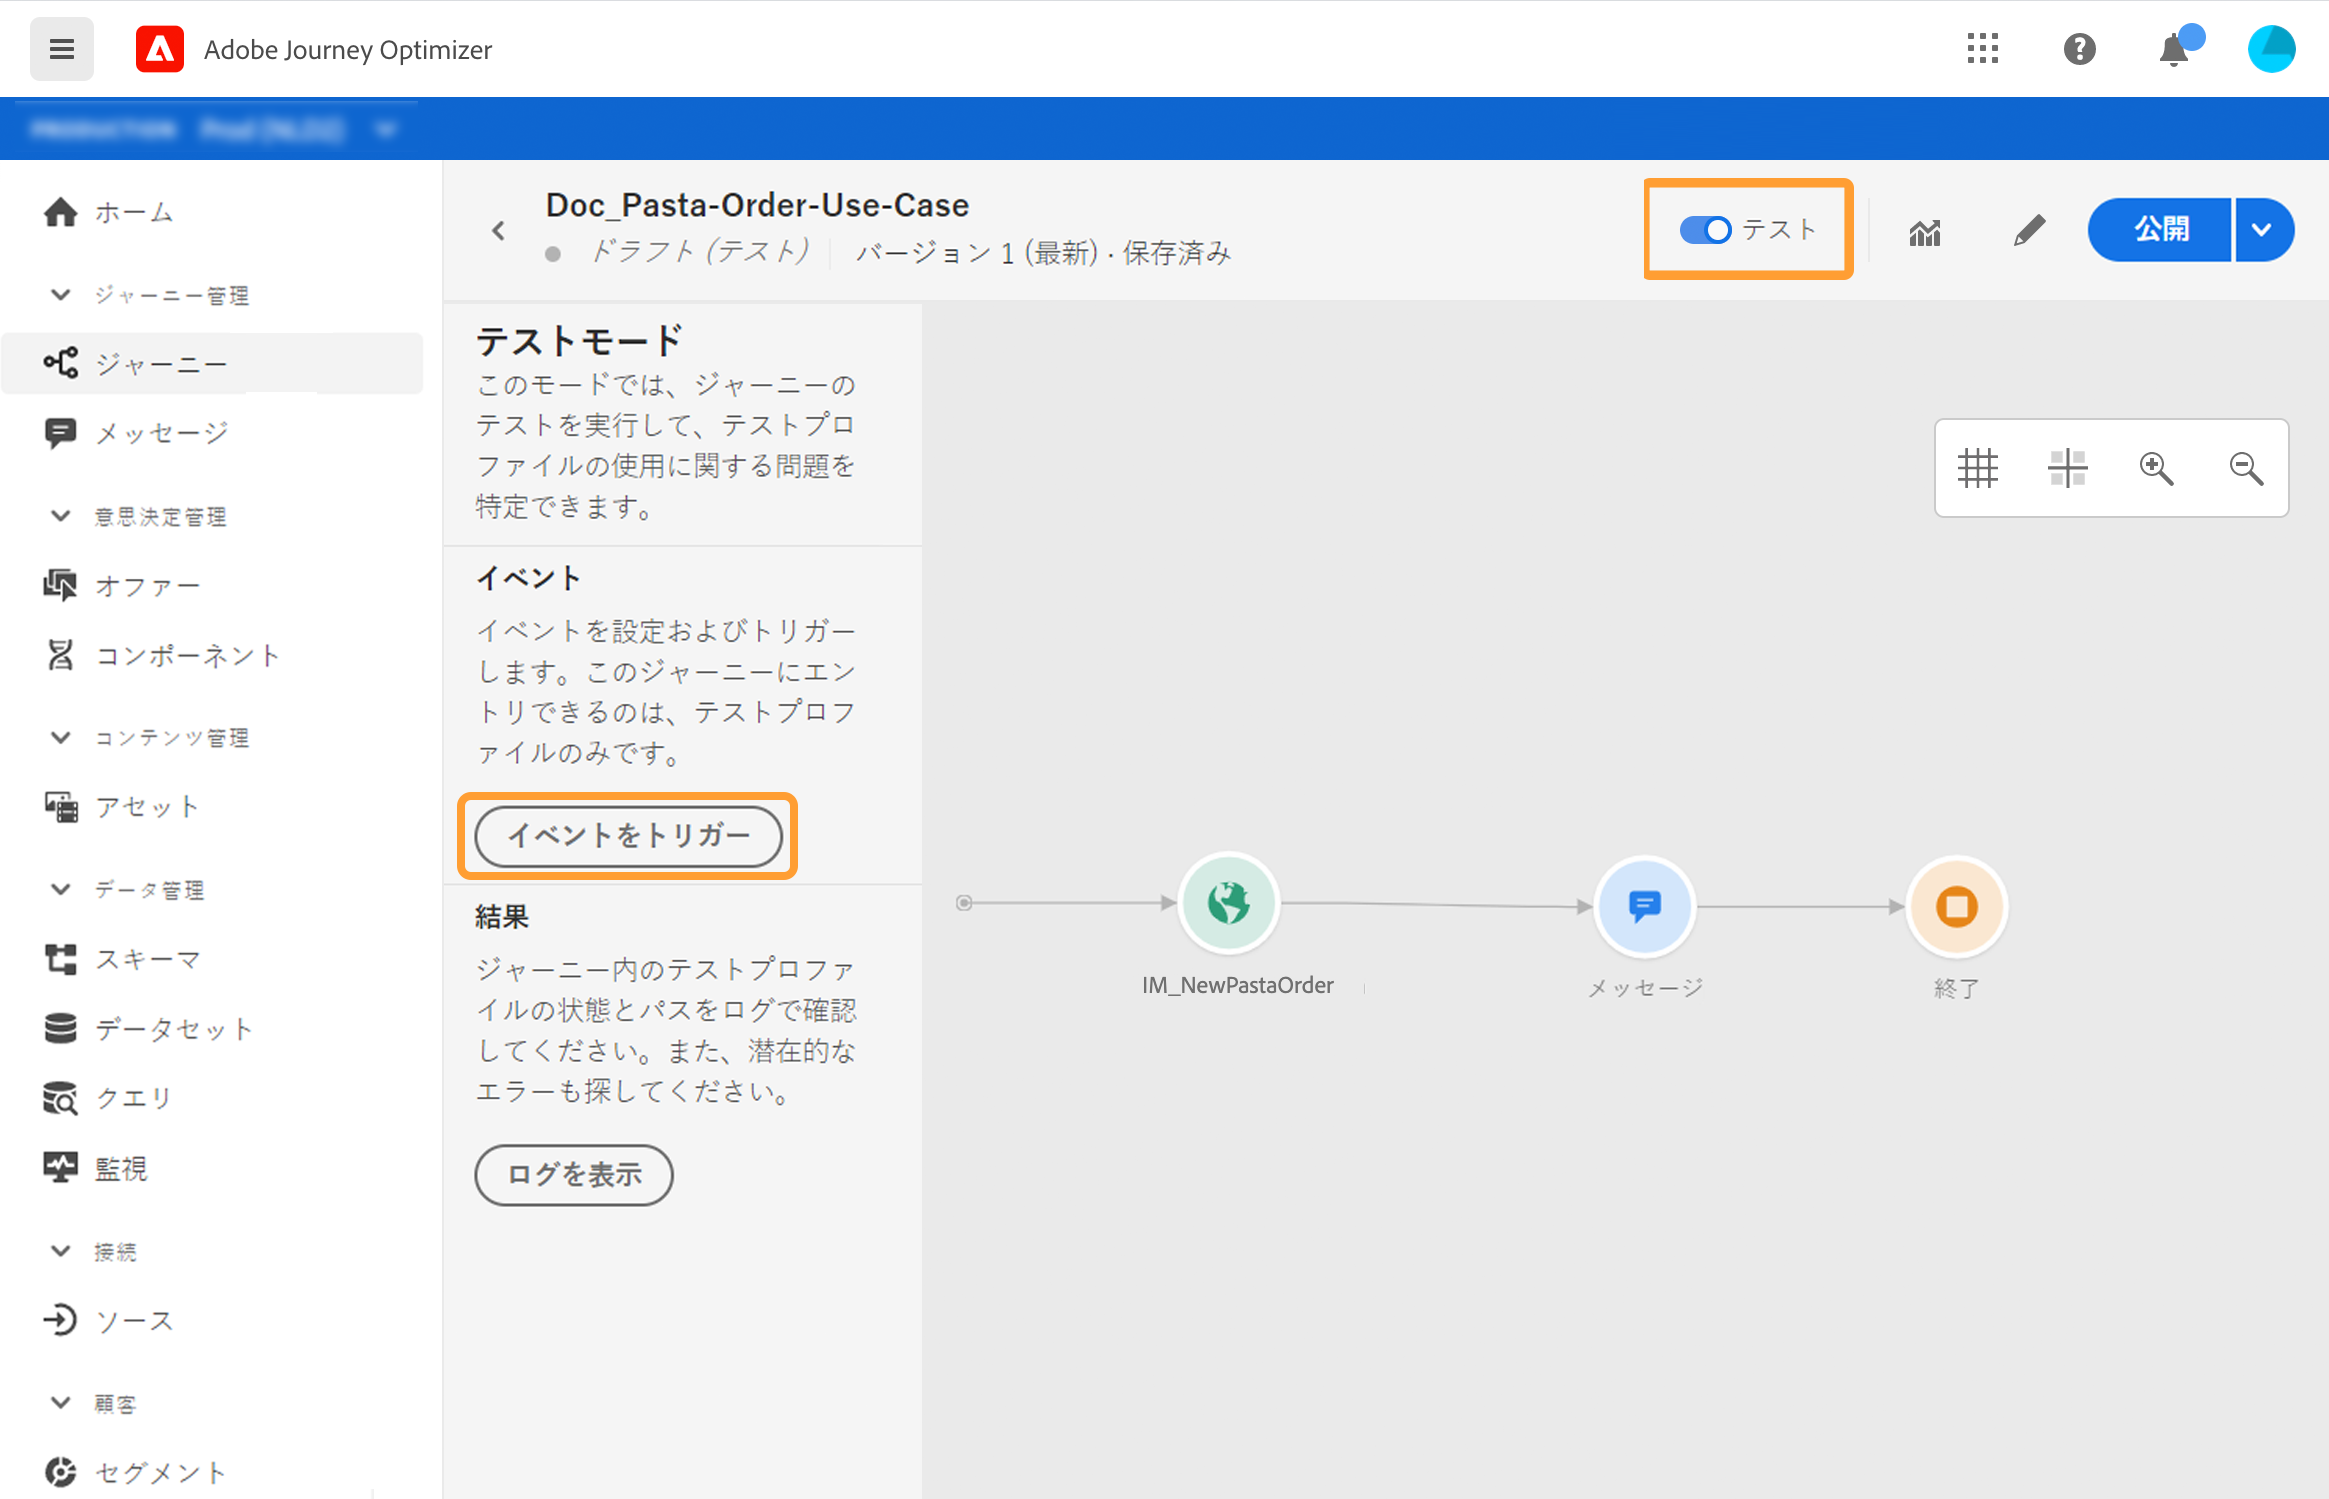 Adobe Journey Optimizer
ホーム
ジャーニー管理
ジャーニー
メッセージ
意思決定管理
オファー
コンポーネント
コンテンツ管理
アセット
データ管理
スキーマ
データセット
クエリ
監視
接続
ソース
顧客
セグメント
Doc_Pasta-Order-Use-Case
ドラフト (テスト)
バージョン 1 (最新) · 保存済み
テスト
公開
テストモード
このモードでは、ジャーニーの
テストを実行して、テストプロ
ファイルの使用に関する問題を
特定できます。
イベント
イベントを設定およびトリガー
します。このジャーニーにエン
トリできるのは、テストプロフ
ァイルのみです。
イベントをトリガー
結果
ジャーニー内のテストプロファ
イルの状態とパスをログで確認
してください。また、潜在的な
エラーも探してください。
ログを表示
IM_NewPastaOrder
メッセージ
終了